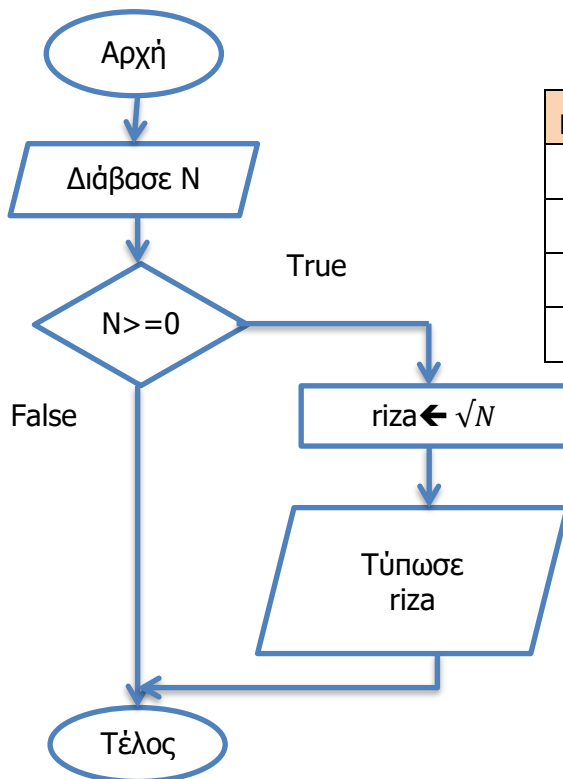 Αρχή
Διάβασε N
True
N>=0
False
riza🡰 √N
Τύπωσε
riza
Τέλος